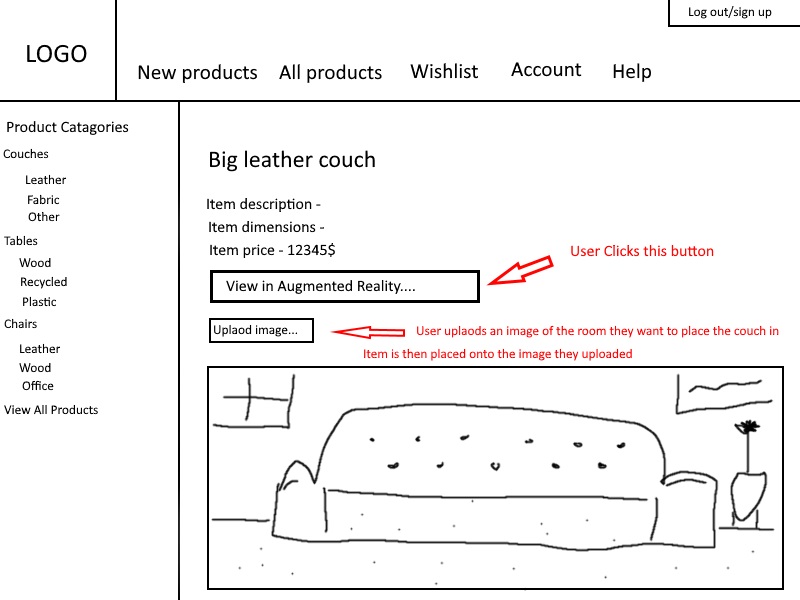 Log out/sign up
LOGO
New products All products Wishlist Account Help
Product Catagories
Couches
Leather
Fabric
Other
Tables
Wood
Recycled
Plastic
Chairs
Leather
Wood
Office
View All Products
Big leather couch
Item description -
Item dimensions -
Item price - 12345$
User Clicks this button
View in Augmented Reality....
Uplaod image...
User uplaods an image of the room they want to place the couch in
Item is then placed onto the image they uploaded